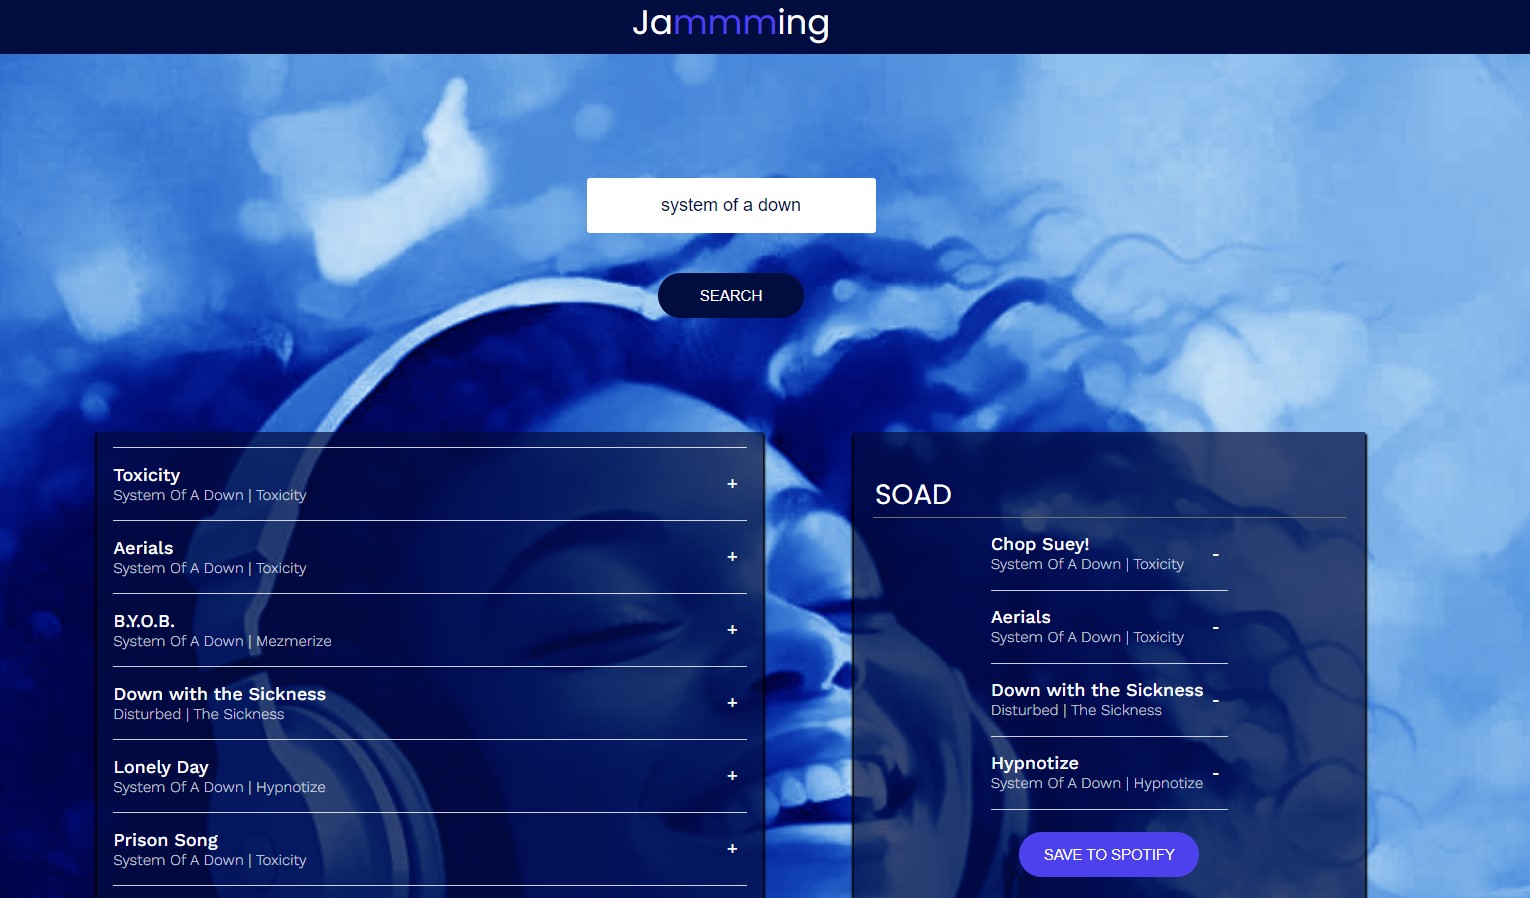 Jammming
system of a down
SEARCH
Toxicity
System Of A Down | Toxicity
+
Aerials
System Of A Down | Toxicity
+
B.Y.O.B.
System Of A Down | Mezmerize
+
Down with the Sickness
Disturbed | The Sickness
+
Lonely Day
System Of A Down | Hypnotize
+
Prison Song
System Of A Down | Toxicity
+
SOAD
Chop Suey!
System Of A Down | Toxicity
-
Aerials
System Of A Down | Toxicity
-
Down with the Sickness
Disturbed | The Sickness
-
Hypnotize
System Of A Down | Hypnotize
-
SAVE TO SPOTIFY